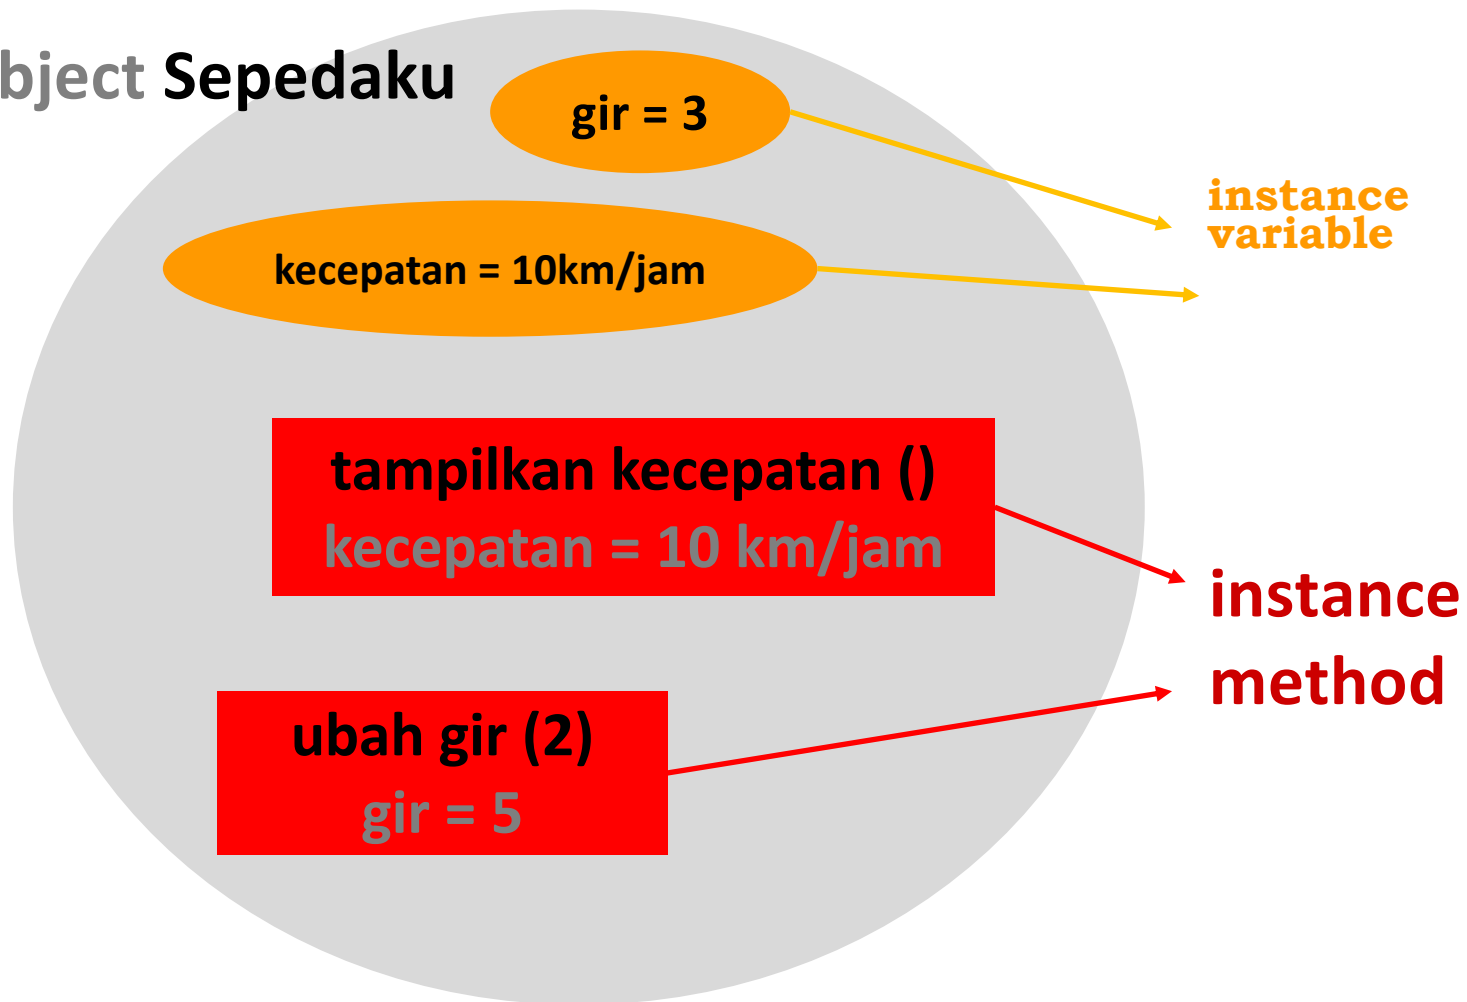 bject Sepedaku
gir = 3
instance
variable
kecepatan = 10km/jam
tampilkan kecepatan ()
kecepatan = 10 km/jam
instance
method
ubah gir (2)
gir = 5